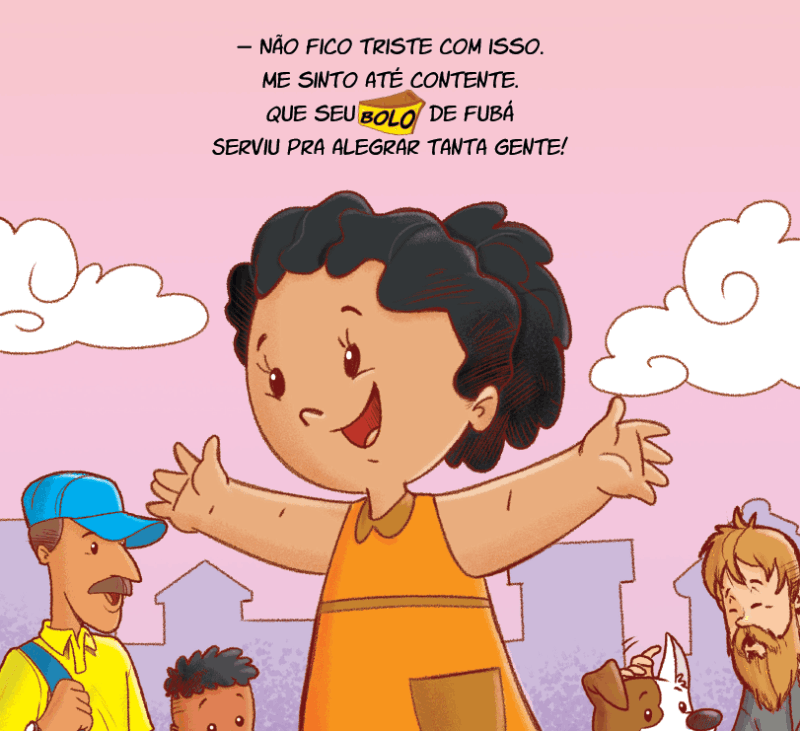 — NÃO FICO TRISTE COM ISSO.
ME SINTO ATÉ CONTENTE.
QUE SEU BOLO DE FUBÁ
SERVIU PRA ALEGRAR TANTA GENTE!